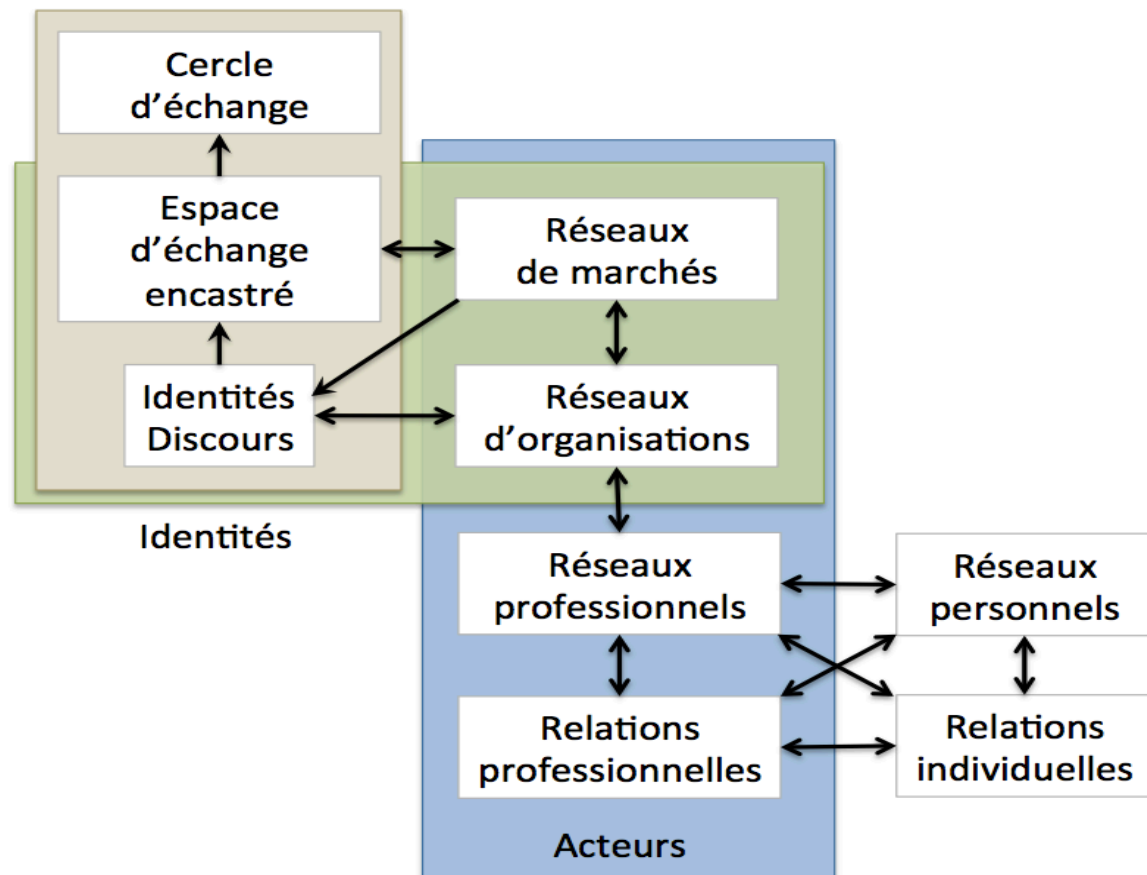 Cercle
d'échange
Espace
d'échange
encastré
Réseaux
de marchés
Identités
Discours
Réseaux
d'organisations
Identités
Réseaux
professionnels
Réseaux
personnels
Relations
professionnelles
Relations
individuelles
Acteurs